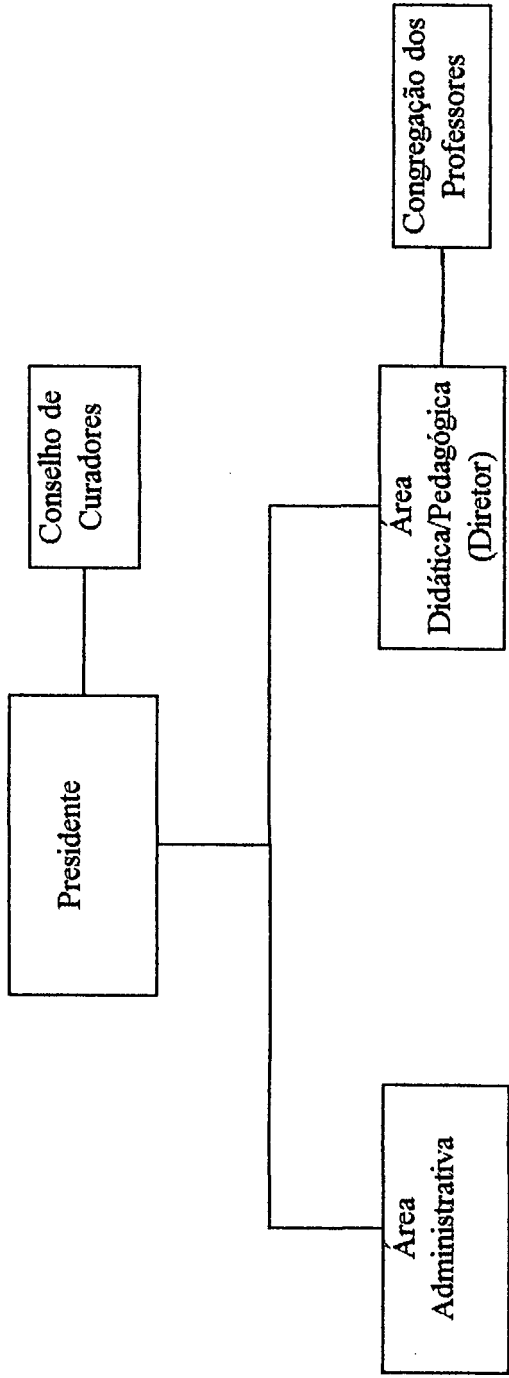 Presidente
Conselho de
Curadores
Área
Administrativa
Área
Didática/Pedagógica
(Diretor)
Congregação dos
Professores